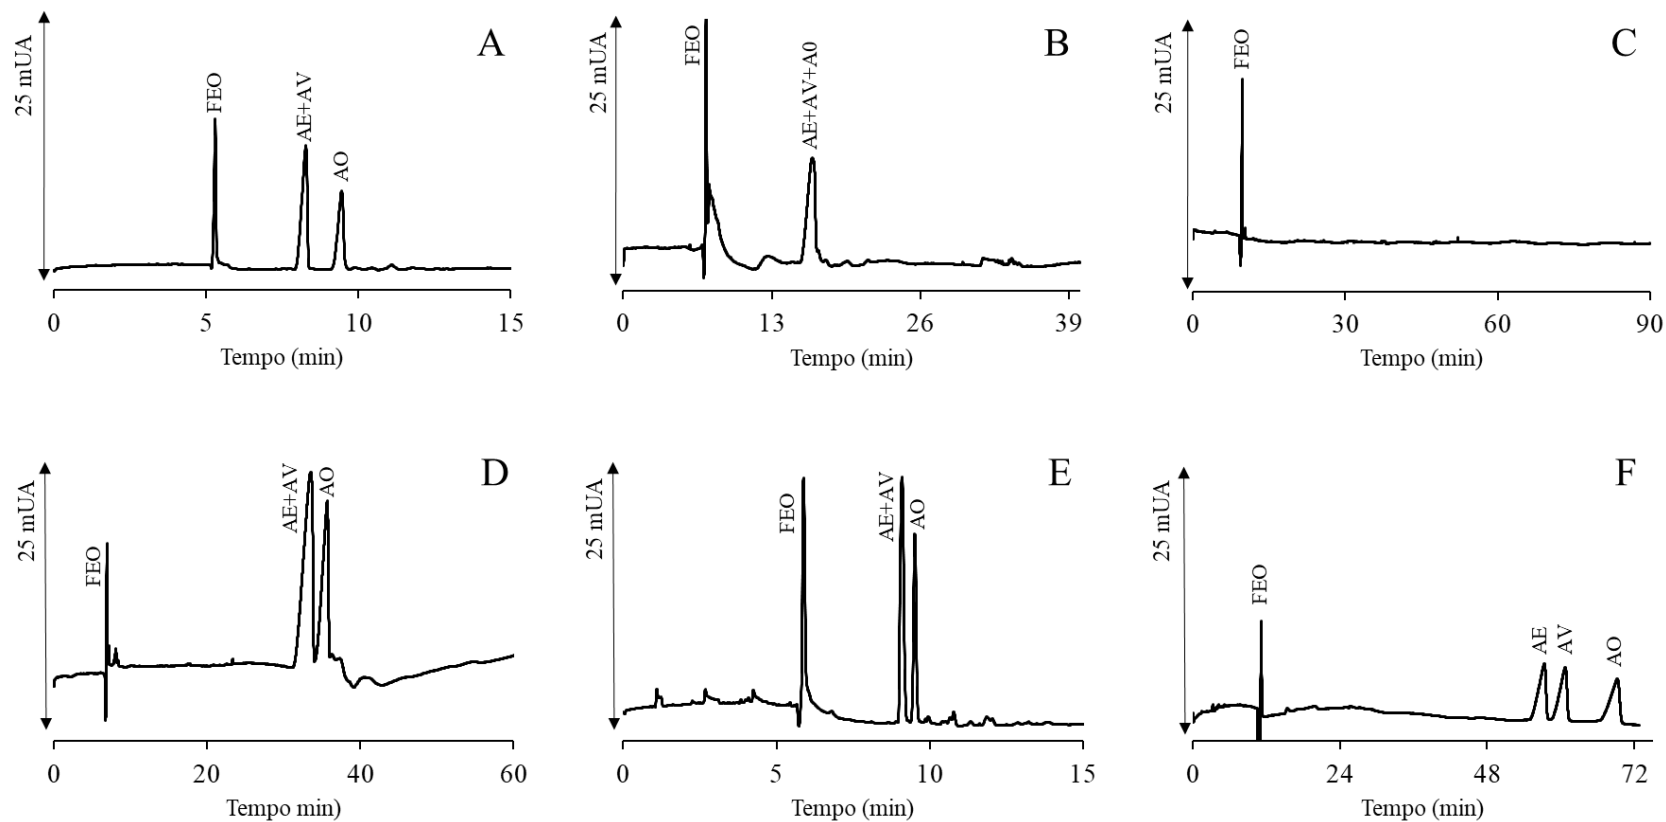 A
25 mUA
FEO
AE+AV
AO
0 5 10 15
Tempo (min)
B
25 mUA
FEO
AE+AV+A0
0 13 26 39
Tempo (min)
C
25 mUA
FEO
0 30 60 90
Tempo (min)
D
25 mUA
FEO
AE+AV
AO
0 20 40 60
Tempo min)
E
25 mUA
FEO
AE+AV
AO
0 5 10 15
Tempo (min)
F
25 mUA
FEO
AE
AV
AO
0 24 48 72
Tempo (min)